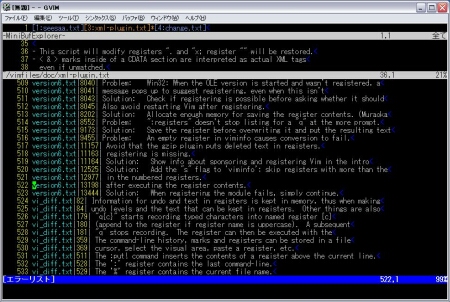 [無題] - GVIM
ファイル(F) 編集(E) ツール(T) シンタックス(S) バッファ(B) ウィンドウ(W) ヘルプ(H)
1 [1:seesaa.txt][3:xml-plugin.txt]*[4:change.txt]
-MiniBufExplorer- 1,1 全て
35
36 - This script will modify registers ". and "x; register "" will be restored.
37 - < & > marks inside of a CDATA section are interpreted as actual XML tags
38 even if unmatched.
~/vimfiles/doc/xml-plugin.txt 36,1 21%
509 version6.txt|8040| Problem: Win32: When the OLE version is started and wasn't registered, a
510 version6.txt|8041| message pops up to suggest registering, even when this isn't
511 version6.txt|8043| Solution: Check if registering is possible before asking whether it should
512 version6.txt|8045| Also avoid restarting Vim after registering.
513 version6.txt|8202| Solution: Allocate enough memory for saving the register contents. (Muraoka
514 version6.txt|8552| Problem: "registers" doesn't stop listing for a "q" at the more prompt.
515 version6.txt|9173| Solution: Save the register before overwriting it and put the resulting text
516 version6.txt|9455| Problem: An empty register in viminfo causes conversion to fail.
517 version6.txt|11157| Avoid that the gzip plugin puts deleted text in registers.
518 version6.txt|11163| registering is missing.
519 version6.txt|11164| Solution: Show info about sponsoring and registering Vim in the intro
520 version6.txt|12525| Solution: Add the 's' flag to 'viminfo': skip registers with more than the
521 version6.txt|12977| in the numbered registers.
522 version6.txt|13198| after executing the register contents.
523 version6.txt|13444| Solution: When registering the module fails, simply continue.
524 vi_diff.txt|82| Information for undo and text in registers is kept in memory, thus when making
525 vi_diff.txt|84| undo levels and the text that can be kept in registers. Other things are also
526 vi_diff.txt|179| "q{c}" starts recording typed characters into named register {c}
527 vi_diff.txt|180| (append to the register if register name is uppercase). A subsequent
528 vi_diff.txt|181| "q" stops recording. The register can then be executed with the
529 vi_diff.txt|359| The command-line history, marks and registers can be stored in a file
530 vi_diff.txt|369| cursor, select the visual area, paste a register, etc.
531 vi_diff.txt|511| The :put command inserts the contents of a register above the current line.
532 vi_diff.txt|528| The ":" register contains the last command-line.
533 vi_diff.txt|529| The "%" register contains the current file name.
[エラーリスト] 522,1 99%